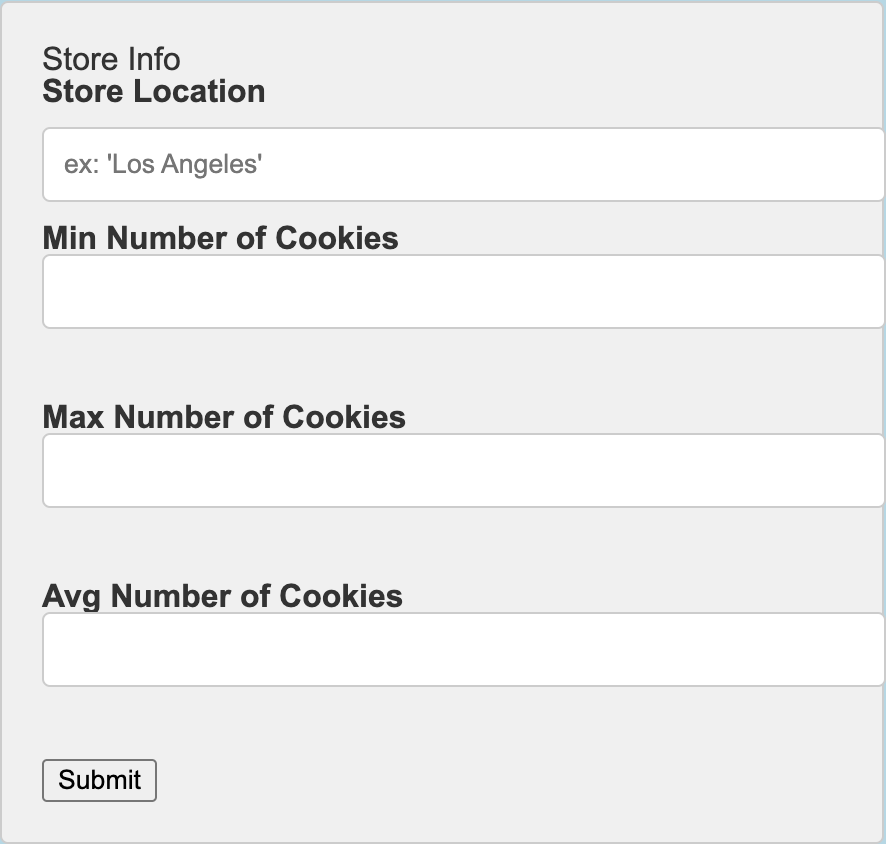 Store Info
Store Location
ex: 'Los Angeles'
Min Number of Cookies
Max Number of Cookies
Avg Number of Cookies
Submit